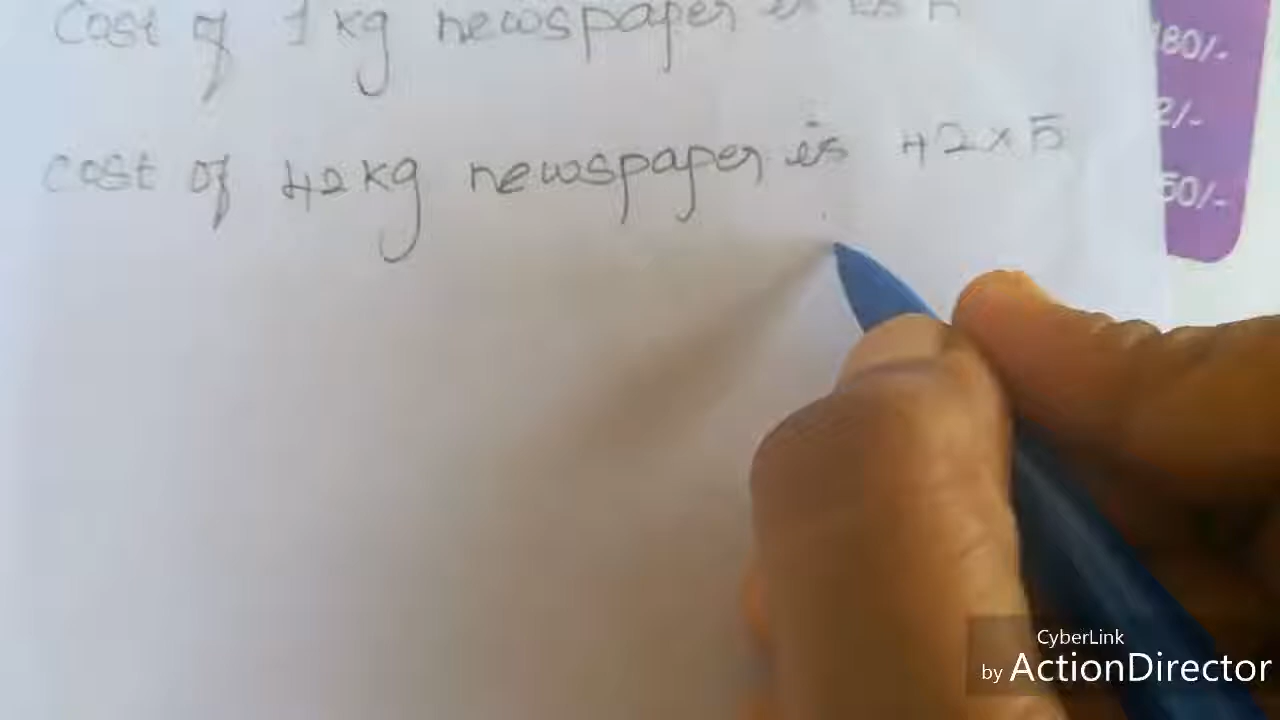 Cost of 1 kg newspaper is
cost of 42 kg newspaper is 42 x 5
80/-
2/-
50/-
CyberLink
by ActionDirector